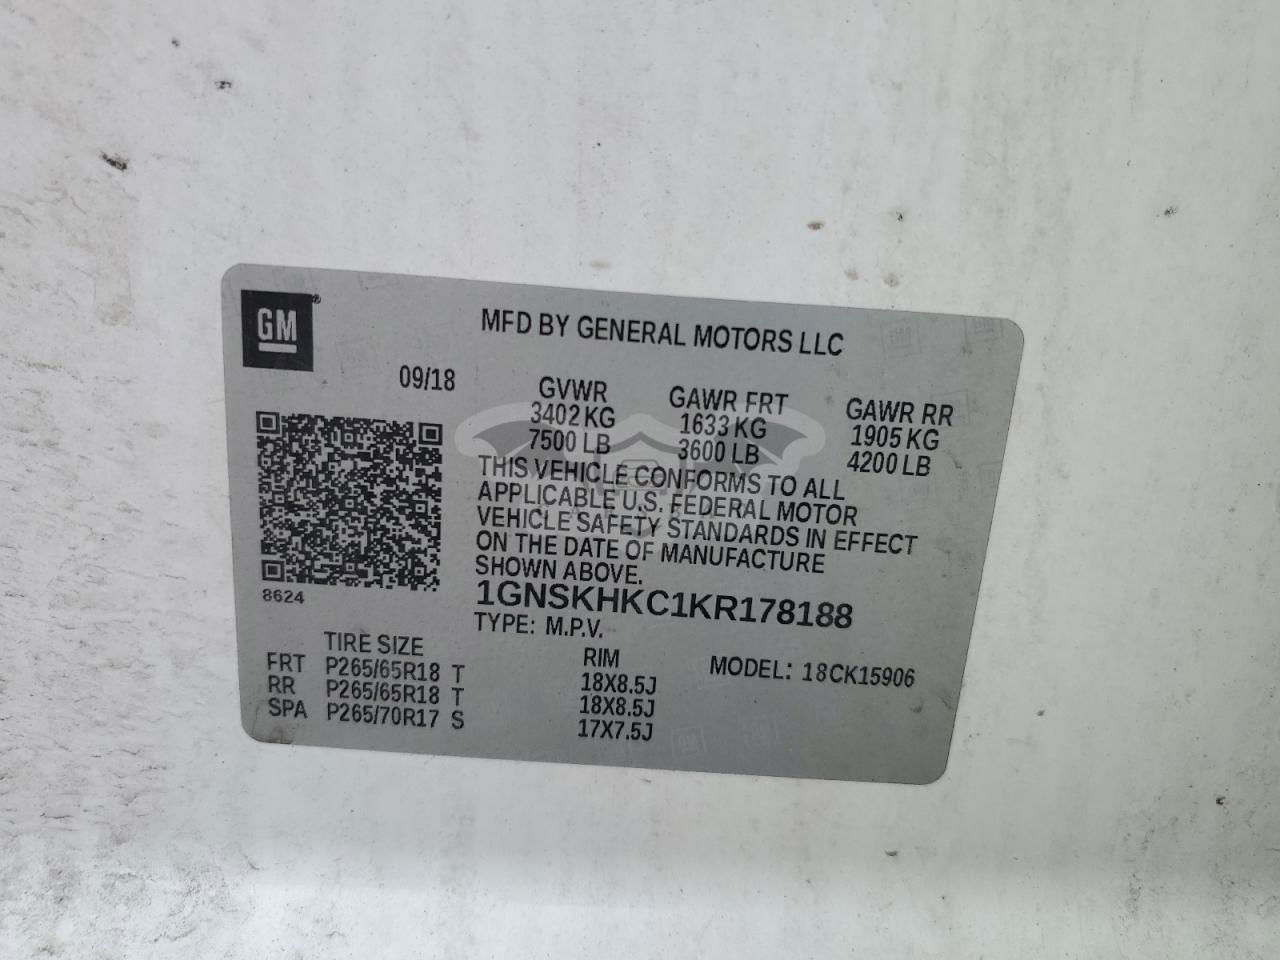 GM®
MFD BY GENERAL MOTORS LLC
09/18
GVWR GAWR FRT GAWR RR
3402 KG 1633 KG 1905 KG
7500 LB 3600 LB 4200 LB
THIS VEHICLE CONFORMS TO ALL
APPLICABLE U.S. FEDERAL MOTOR
VEHICLE SAFETY STANDARDS IN EFFECT
ON THE DATE OF MANUFACTURE
SHOWN ABOVE.
8624
1GNSKHKC1KR178188
TYPE: M.P.V.
TIRE SIZE RIM MODEL: 18CK15906
FRT P265/65R18 T 18X8.5J
RR P265/65R18 T 18X8.5J
SPA P265/70R17 S 17X7.5J